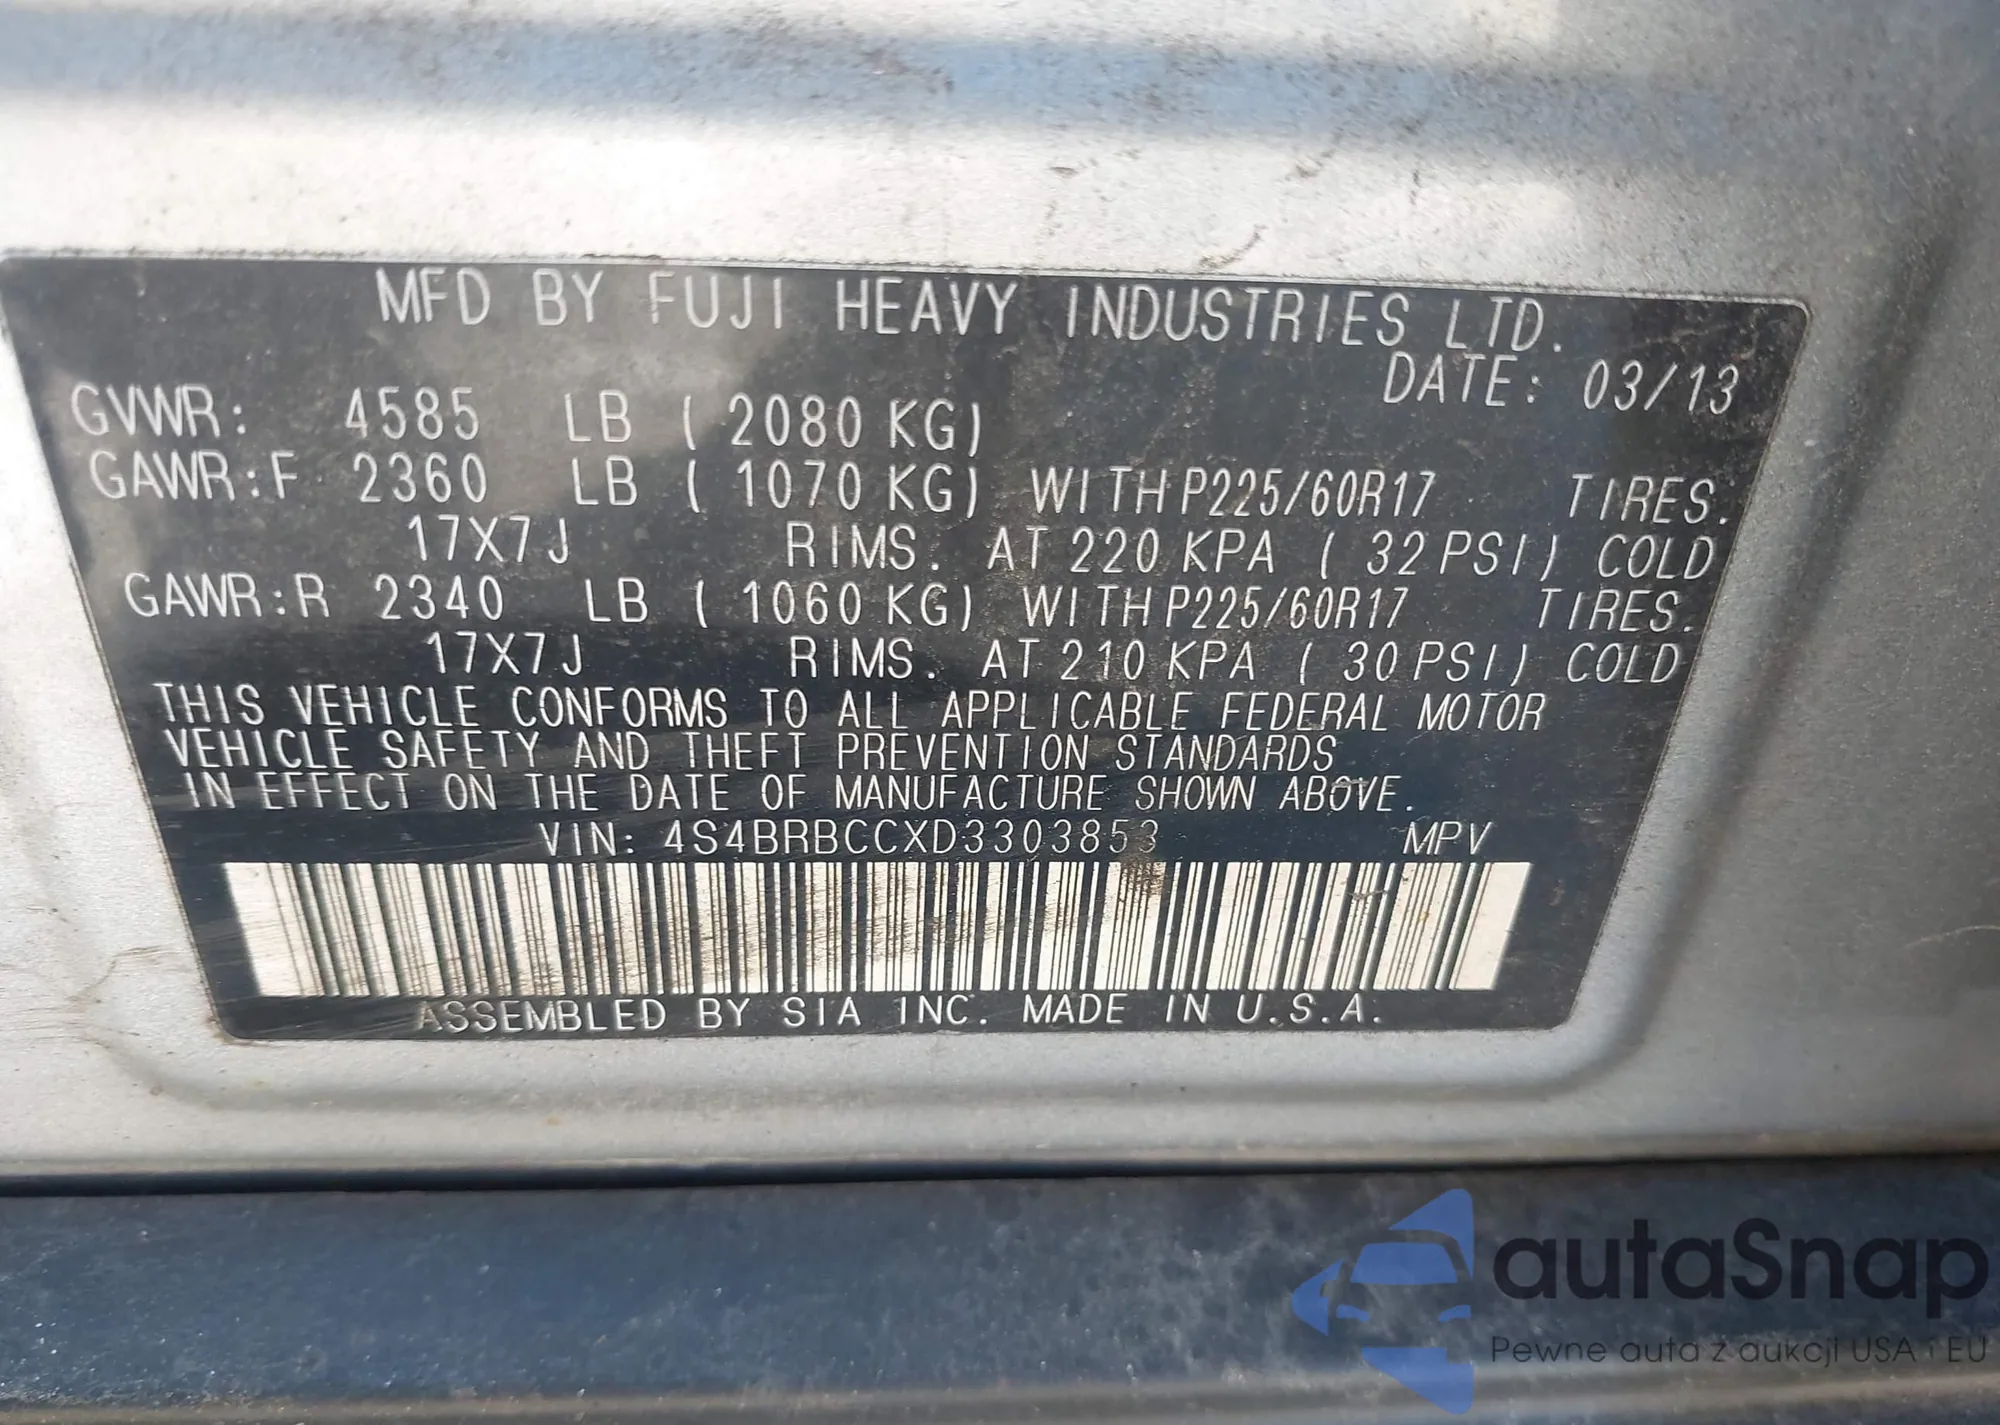 MFD BY FUJI HEAVY INDUSTRIES LTD.
DATE: 03/13
GVWR: 4585 LB ( 2080 KG)
GAWR:F 2360 LB ( 1070 KG) WITH P225/60R17 TIRES.
17X7J RIMS. AT 220 KPA ( 32 PSI) COLD
GAWR:R 2340 LB ( 1060 KG) WITH P225/60R17 TIRES.
17X7J RIMS. AT 210 KPA ( 30 PSI) COLD
THIS VEHICLE CONFORMS TO ALL APPLICABLE FEDERAL MOTOR
VEHICLE SAFETY AND THEFT PREVENTION STANDARDS
IN EFFECT ON THE DATE OF MANUFACTURE SHOWN ABOVE.
VIN: 4S4BRBCCXD3303853 MPV
ASSEMBLED BY SIA INC. MADE IN U.S.A.
autaSnap
Pewne auta z aukcji USA i EU